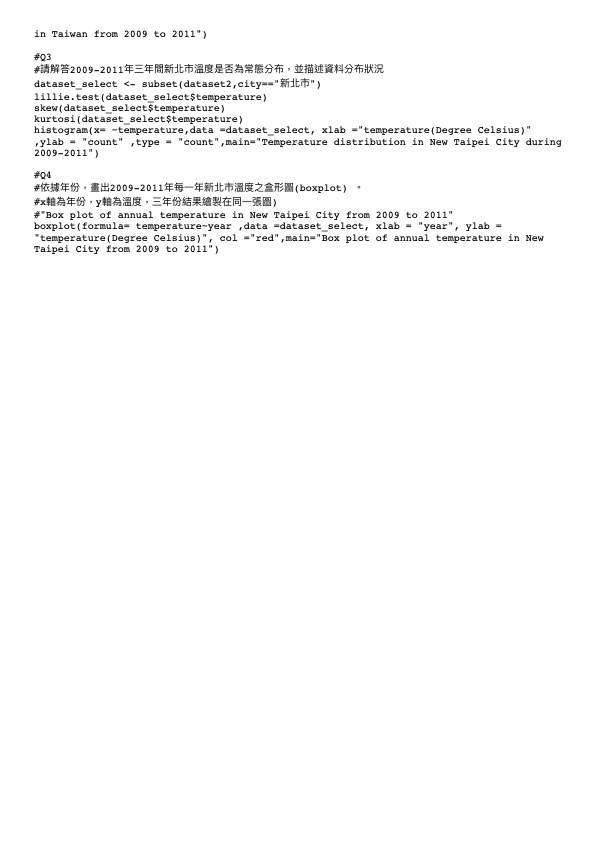 in Taiwan from 2009 to 2011")
#Q3
#請解答2009-2011年三年間新北市溫度是否為常態分布，並描述資料分布狀況
dataset_select <- subset(dataset2,city=="新北市")
lillie.test(dataset_select$temperature)
skew(dataset_select$temperature)
kurtosi(dataset_select$temperature)
histogram(x= ~temperature,data =dataset_select, xlab ="temperature(Degree Celsius)"
,ylab = "count" ,type = "count",main="Temperature distribution in New Taipei City during
2009-2011")
#Q4
#依據年份，畫出2009-2011年每一年新北市溫度之盒形圖(boxplot) 。
#x軸為年份，y軸為溫度，三年份結果繪製在同一張圖)
#"Box plot of annual temperature in New Taipei City from 2009 to 2011"
boxplot(formula= temperature~year ,data =dataset_select, xlab = "year", ylab =
"temperature(Degree Celsius)", col ="red",main="Box plot of annual temperature in New
Taipei City from 2009 to 2011")